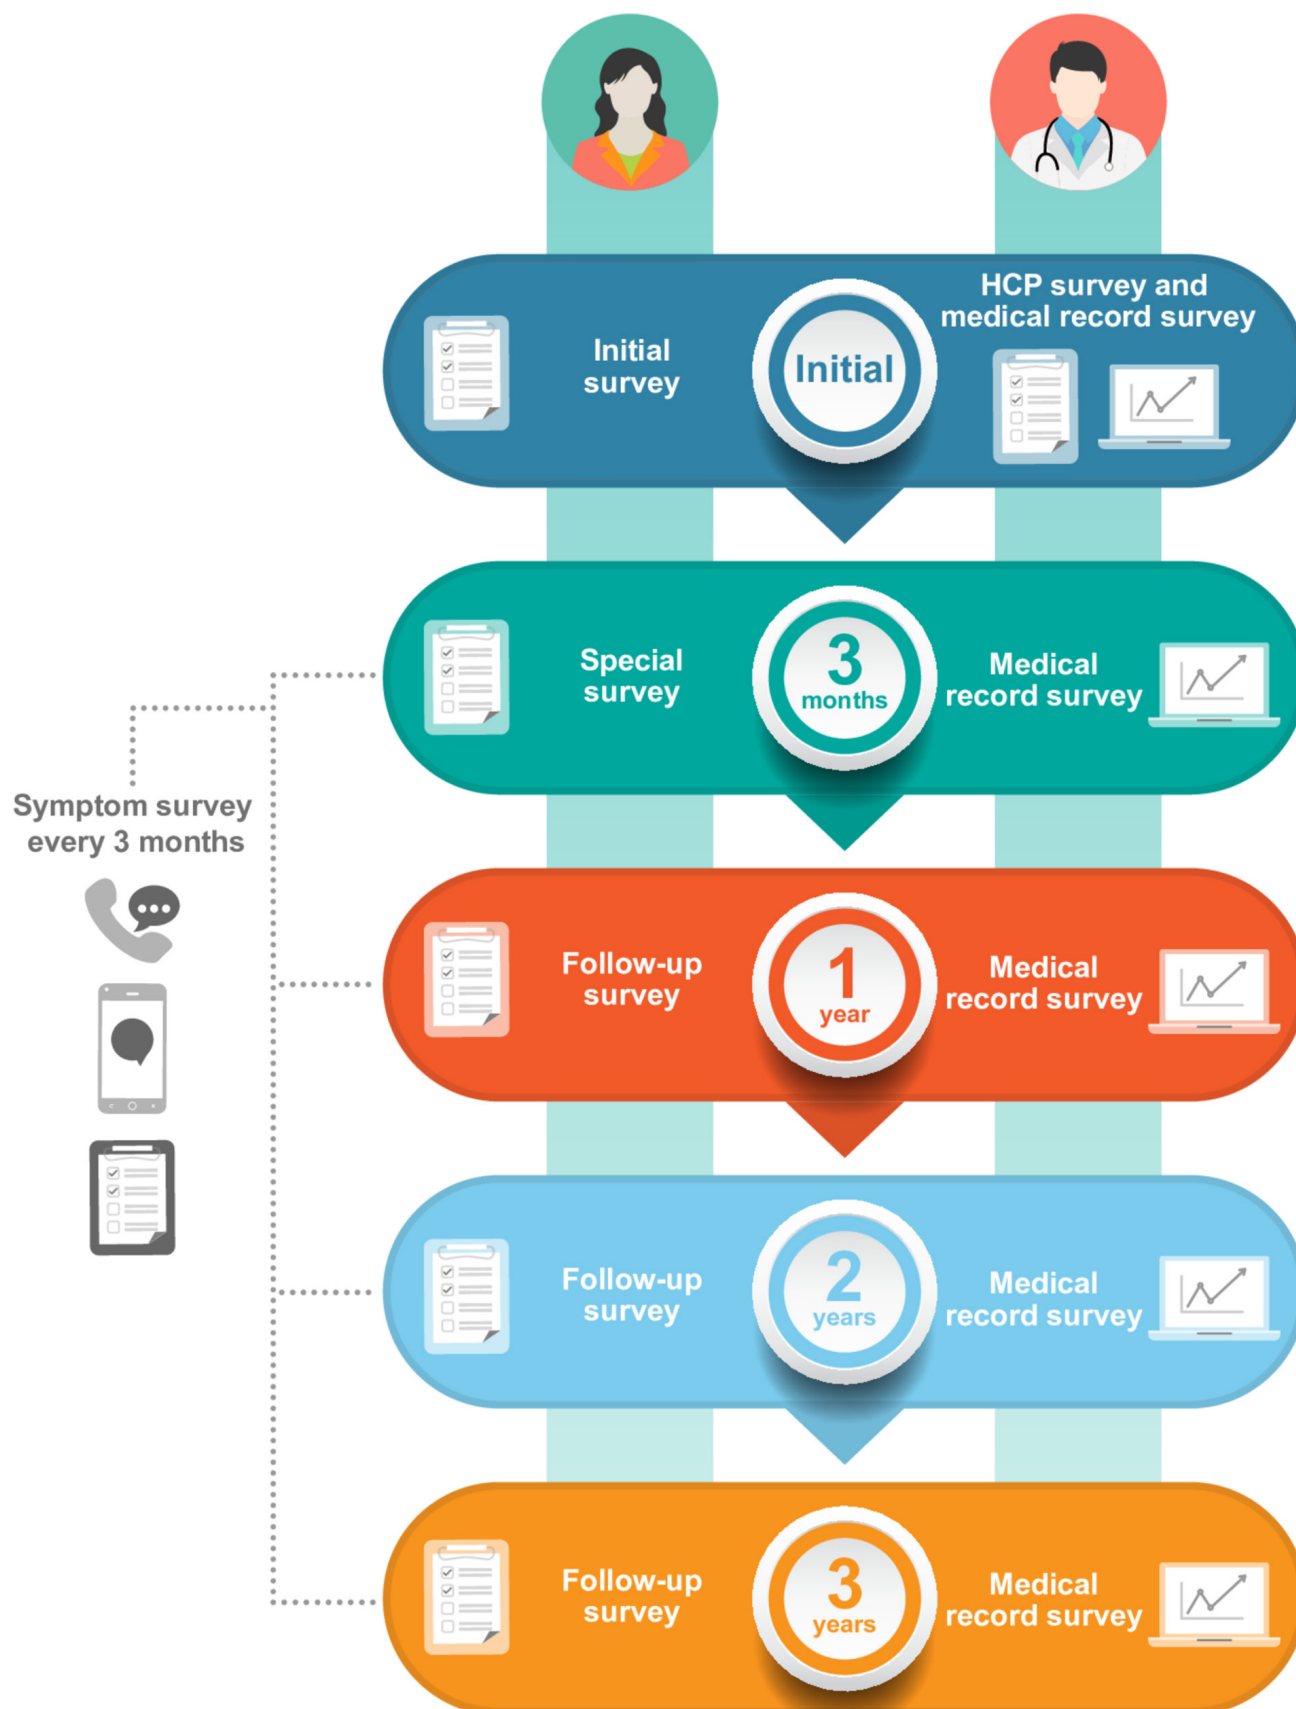 HCP survey and
medical record survey
Initial
survey
Initial
Special
survey
3
months
Medical
record survey
Symptom survey
every 3 months
Follow-up
survey
1
year
Medical
record survey
Follow-up
survey
2
years
Medical
record survey
Follow-up
survey
3
years
Medical
record survey